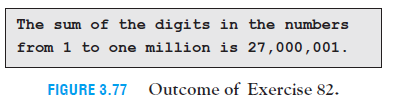 The sum of the digits in the numbers
from 1 to one million is 27,000,001.
FIGURE 3.77 Outcome of Exercise 82.